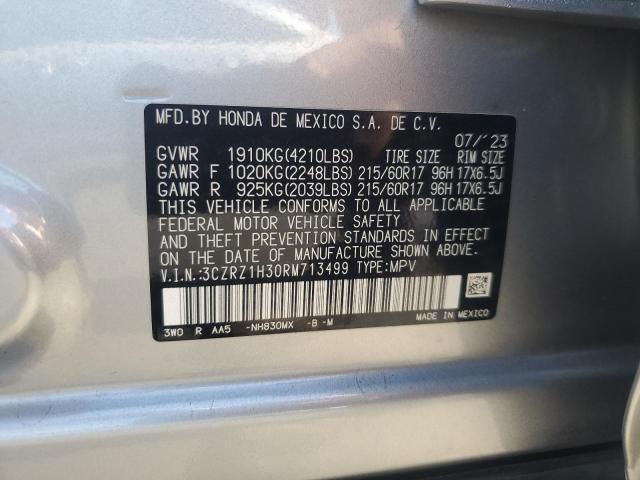 MFD.BY HONDA DE MEXICO S.A. DE C.V.
07/'23
GVWR 1910KG(4210LBS) TIRE SIZE RIM SIZE
GAWR F 1020KG(2248LBS) 215/60R17 96H 17X6.5J
GAWR R 925KG(2039LBS) 215/60R17 96H 17X6.5J
THIS VEHICLE CONFORMS TO ALL APPLICABLE
FEDERAL MOTOR VEHICLE SAFETY
AND THEFT PREVENTION STANDARDS IN EFFECT
ON THE DATE OF MANUFACTURE SHOWN ABOVE.
V.I.N.:3CZRZ1H30RM713499 TYPE:MPV
3W0 R AA5 -NH830MX -B -M
MADE IN MEXICO